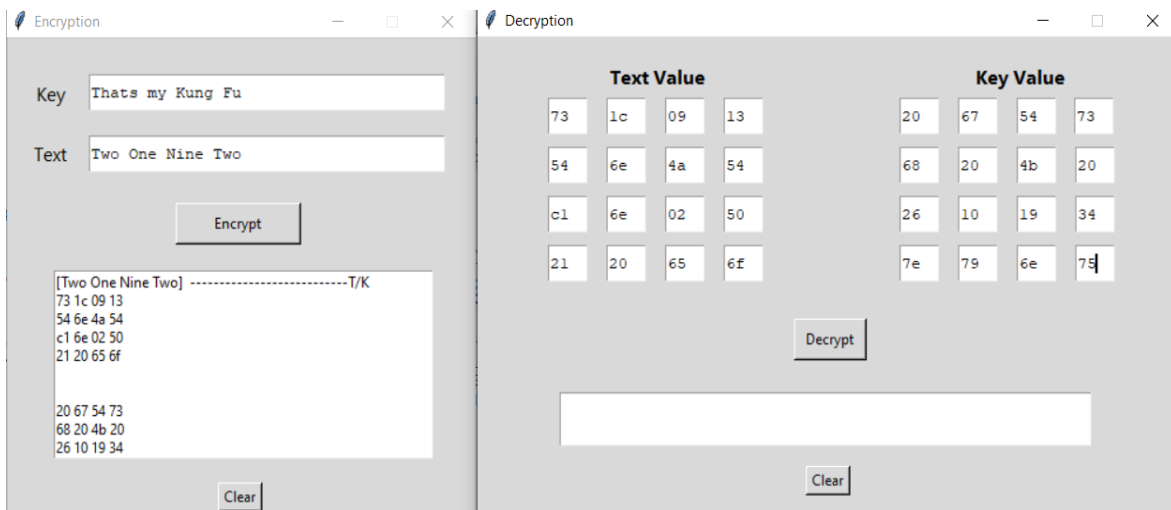 Encryption
Key Thats my Kung Fu
Text Two One Nine Two
Encrypt
[Two One Nine Two] ---------------------------T/K
73 1c 09 13
54 6e 4a 54
c1 6e 02 50
21 20 65 6f
20 67 54 73
68 20 4b 20
26 10 19 34
Clear
Decryption
Text Value Key Value
73 1c 09 13 20 67 54 73
54 6e 4a 54 68 20 4b 20
c1 6e 02 50 26 10 19 34
21 20 65 6f 7e 79 6e 75
Decrypt
Clear